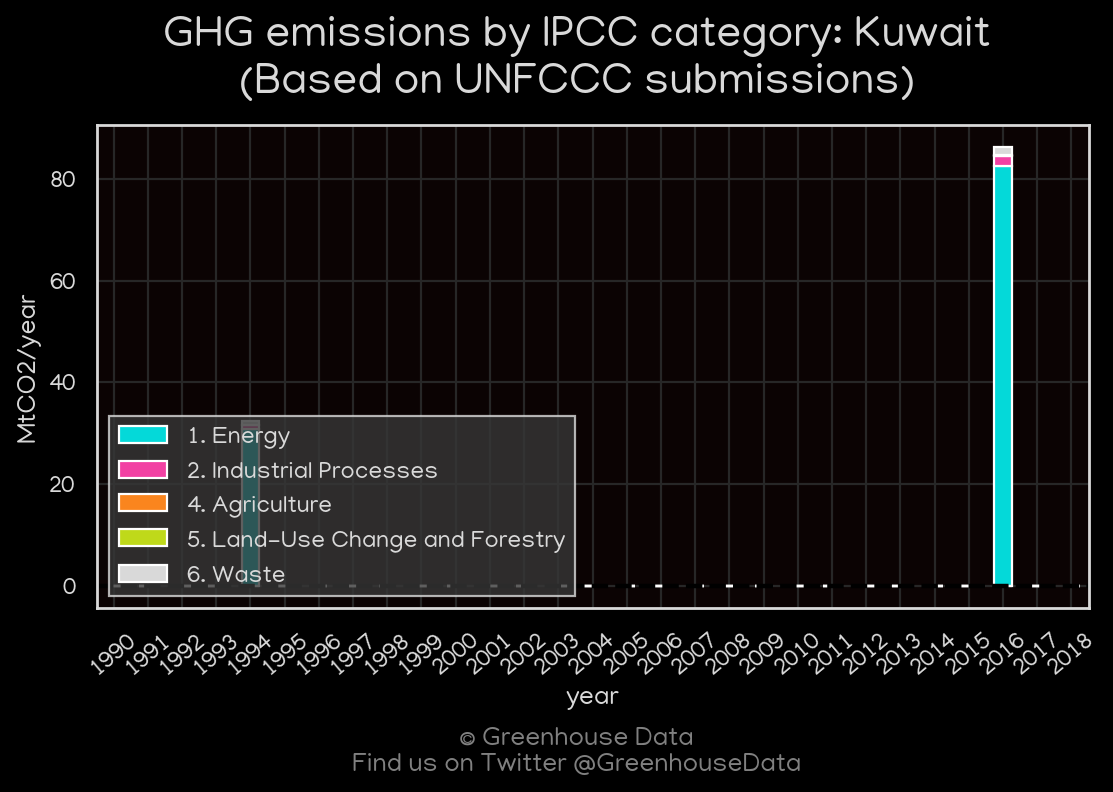 GHG emissions by IPCC category: Kuwait
(Based on UNFCCC submissions)
MtCO2/year
80
60
40
20
0
1. Energy
2. Industrial Processes
4. Agriculture
5. Land-Use Change and Forestry
6. Waste
1990 1991 1992 1993 1994 1995 1996 1997 1998 1999 2000 2001 2002 2003 2004 2005 2006 2007 2008 2009 2010 2011 2012 2013 2014 2015 2016 2017 2018
year
© Greenhouse Data
Find us on Twitter @GreenhouseData